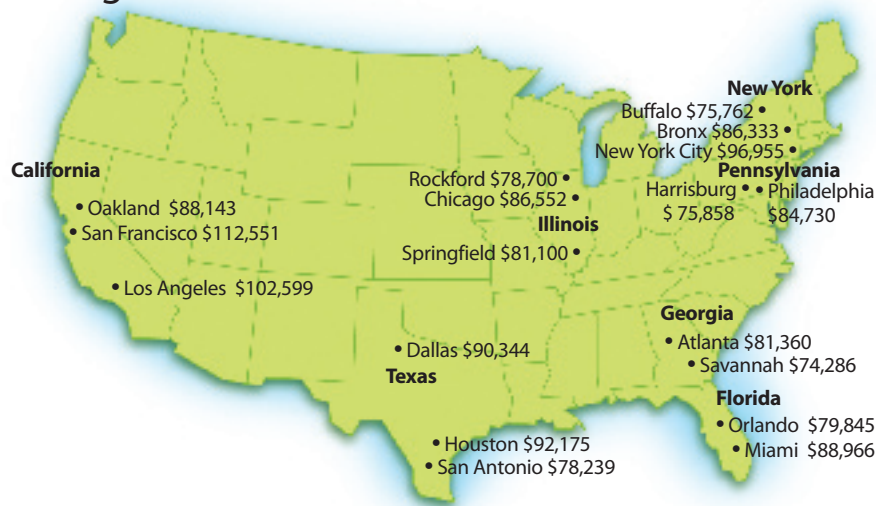 New York
Buffalo $75,762
Bronx $86,333
New York City $96,955
Pennsylvania
Harrisburg
$ 75,858
Philadelphia
$84,730
California
Oakland $88,143
San Francisco $112,551
Los Angeles $102,599
Rockford $78,700
Chicago $86,552
Illinois
Springfield $81,100
Georgia
Atlanta $81,360
Savannah $74,286
Dallas $90,344
Texas
Houston $92,175
San Antonio $78,239
Florida
Orlando $79,845
Miami $88,966